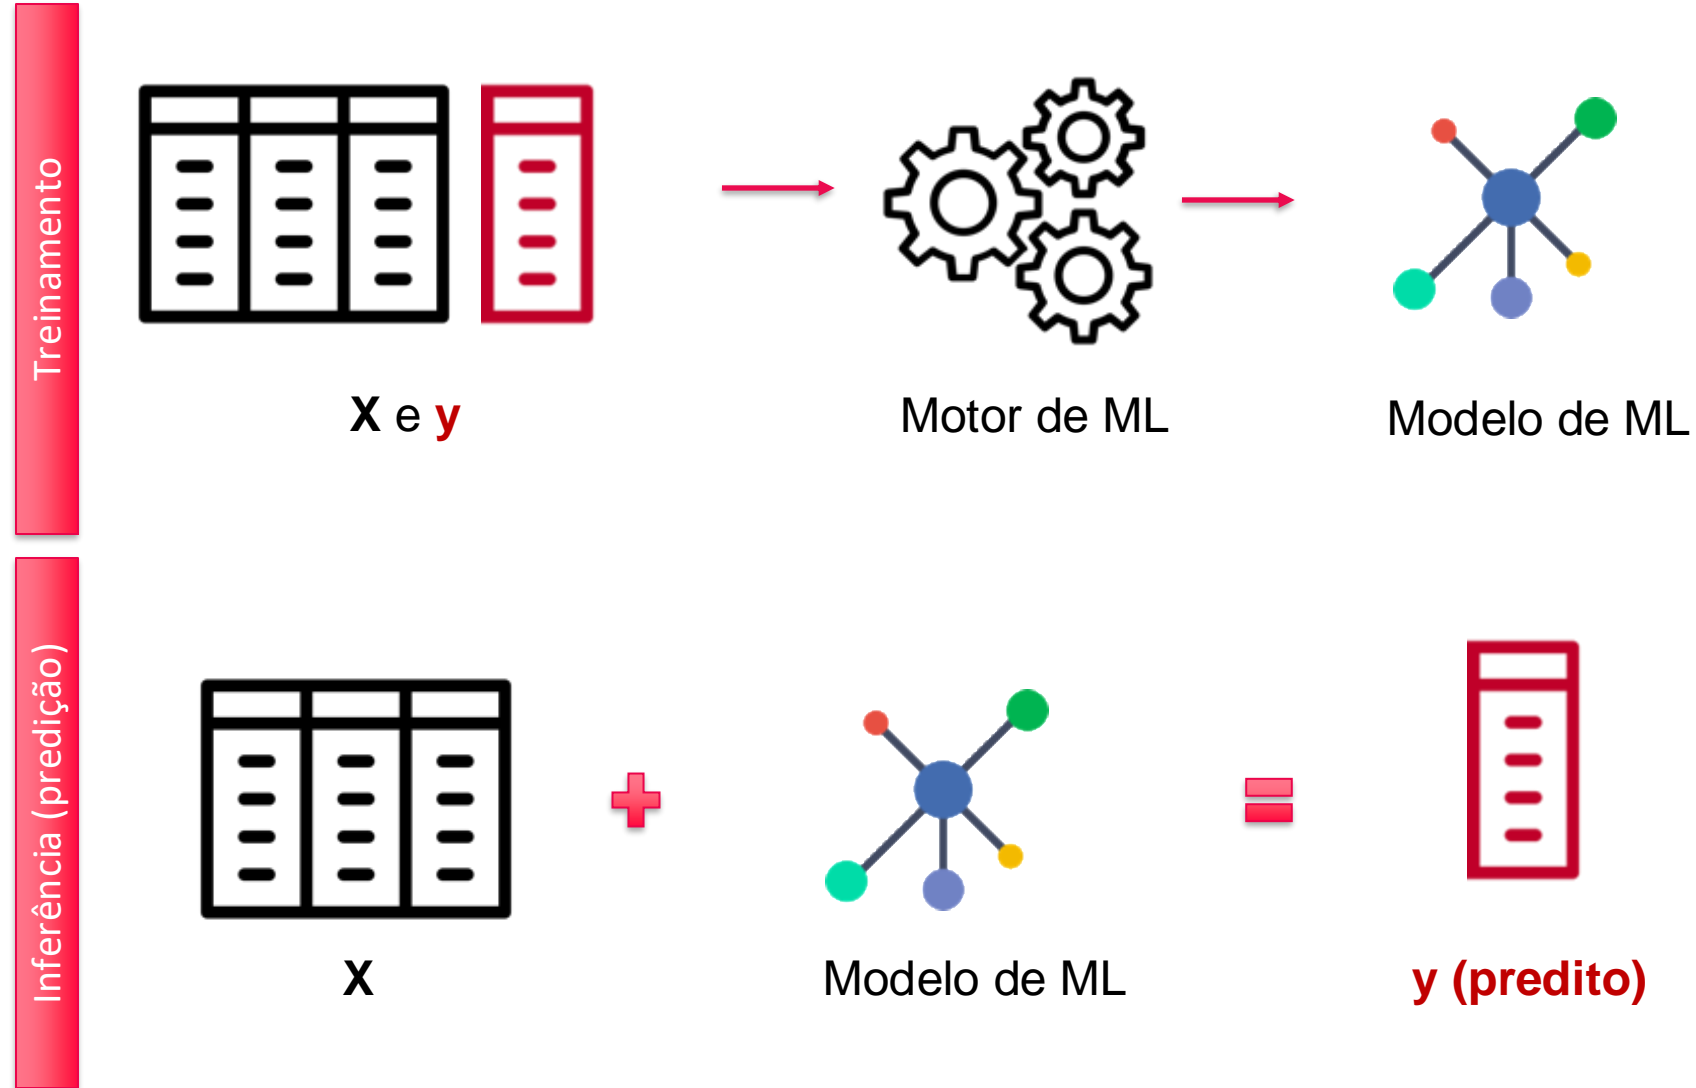 Treinamento
X e y
Motor de ML
Modelo de ML
Inferência (predição)
X
Modelo de ML
y (predito)